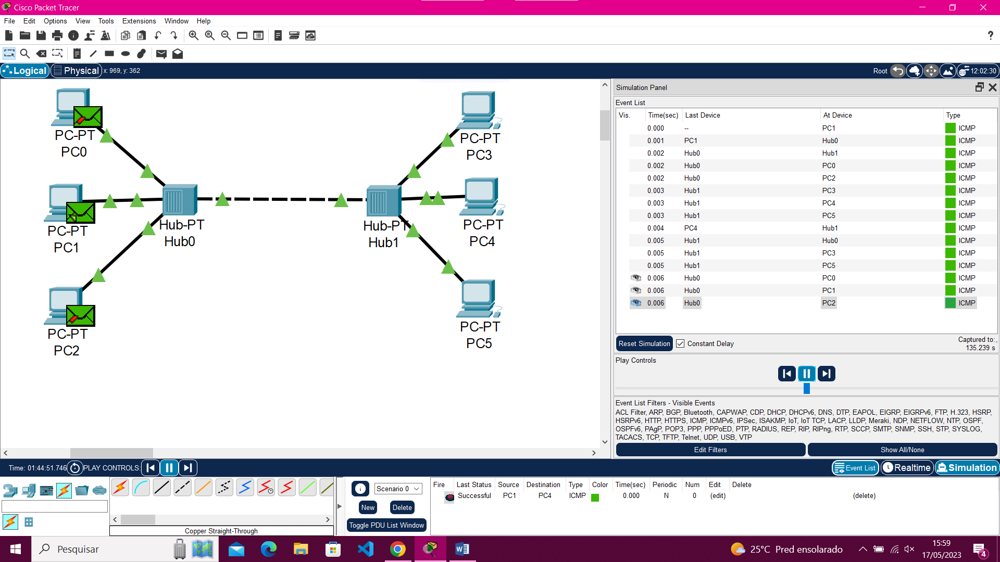 Cisco Packet Tracer
File Edit Options View Tools Extensions Window Help
?
Logical Physical x: 969, y: 362 Root 12:02:30
PC-PT
PC0
PC-PT
PC1
PC-PT
PC2
Hub-PT
Hub0
Hub-PT
Hub1
PC-PT
PC3
PC-PT
PC4
PC-PT
PC5
Simulation Panel
Event List
Vis. Time(sec) Last Device At Device Type
0.000 -- PC1 ICMP
0.001 PC1 Hub0 ICMP
0.002 Hub0 Hub1 ICMP
0.002 Hub0 PC0 ICMP
0.002 Hub0 PC2 ICMP
0.003 Hub1 PC3 ICMP
0.003 Hub1 PC4 ICMP
0.003 Hub1 PC5 ICMP
0.004 PC4 Hub1 ICMP
0.005 Hub1 Hub0 ICMP
0.005 Hub1 PC3 ICMP
0.005 Hub1 PC5 ICMP
0.006 Hub0 PC0 ICMP
0.006 Hub0 PC1 ICMP
0.006 Hub0 PC2 ICMP
Reset Simulation Constant Delay Captured to:
135.239 s
Play Controls
Event List Filters - Visible Events
ACL Filter, ARP, BGP, Bluetooth, CAPWAP, CDP, DHCP, DHCPv6, DNS, DTP, EAPOL, EIGRP, EIGRPv6, FTP, H.323, HSRP,
HSRPv6, HTTP, HTTPS, ICMP, ICMPv6, IPSec, ISAKMP, IoT, IoT TCP, LACP, LLDP, Meraki, NDP, NETFLOW, NTP, OSPF,
OSPFv6, PAgP, POP3, PPP, PPPoED, PTP, RADIUS, REP, RIP, RIPng, RTP, SCCP, SMTP, SNMP, SSH, STP, SYSLOG,
TACACS, TCP, TFTP, Telnet, UDP, USB, VTP
Edit Filters Show All/None
Time: 01:44:51.746 PLAY CONTROLS: Event List Realtime Simulation
Copper Straight-Through
Scenario 0
New Delete
Toggle PDU List Window
Fire Last Status Source Destination Type Color Time(sec) Periodic Num Edit Delete
Successful PC1 PC4 ICMP 0.000 N 0 (edit) (delete)
Pesquisar 25°C Pred ensolarado 15:59
17/05/2023
4